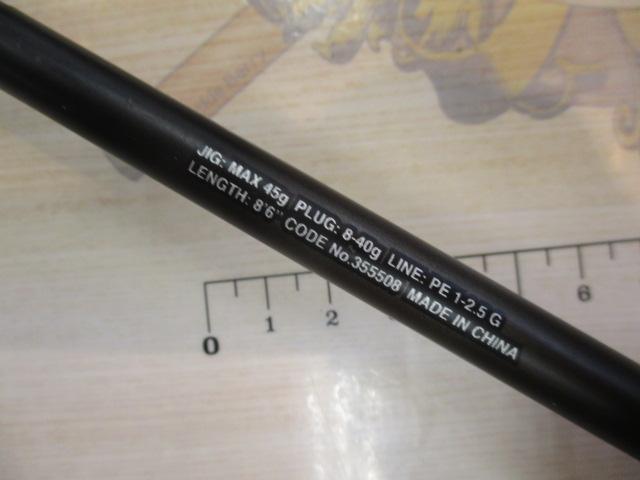 JIG: MAX 45g PLUG: 8-40g LINE: PE 1-2.5 G
LENGTH: 8'6" CODE No.355508 MADE IN CHINA
0 1 2 6